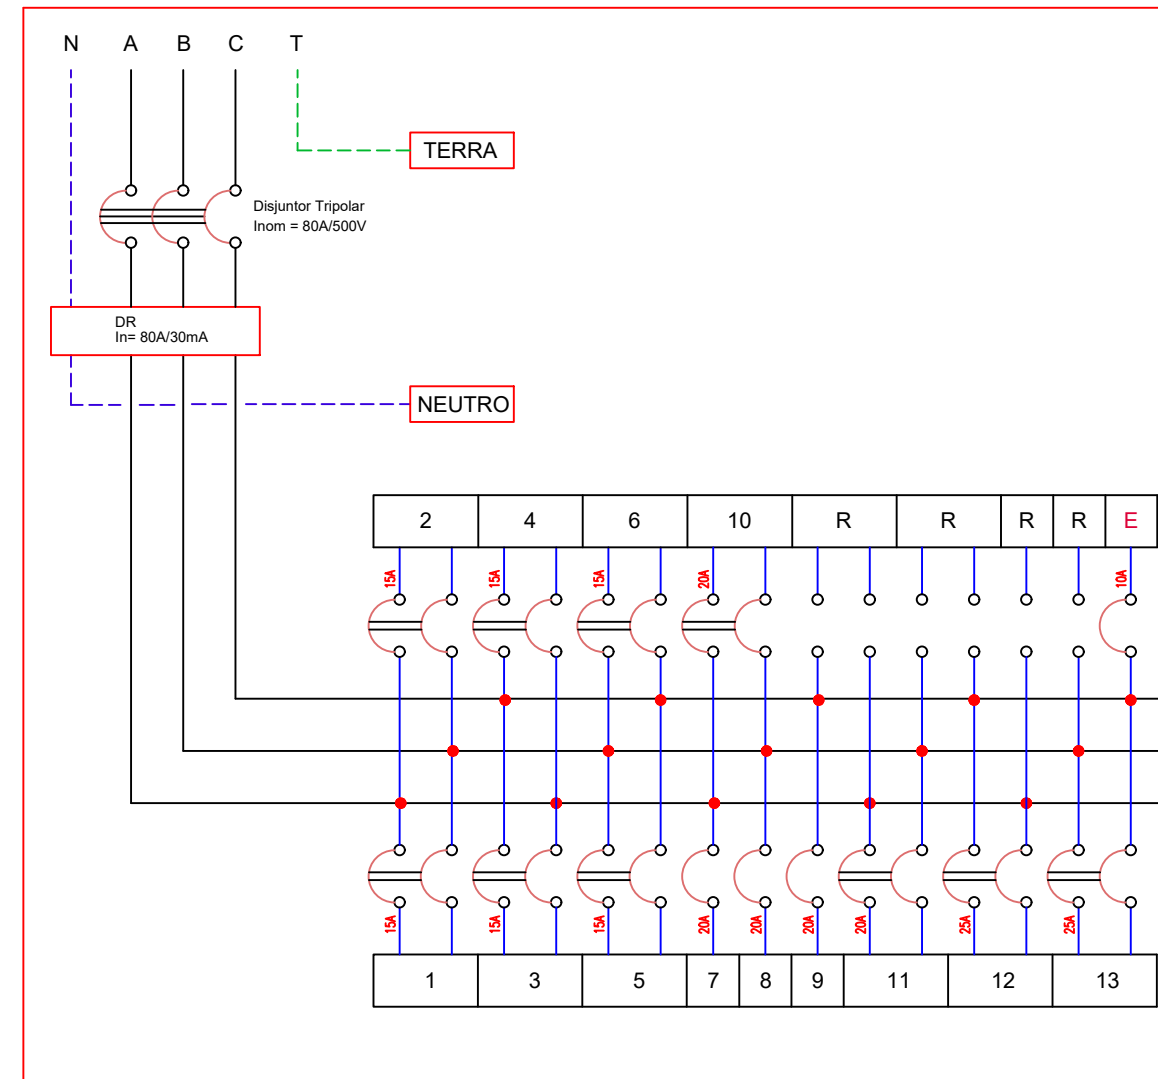 N A B C T
TERRA
Disjuntor Tripolar
Inom = 80A/500V
DR
In= 80A/30mA
NEUTRO
2 4 6 10 R R R R E
15A 15A 15A 20A 10A
15A 15A 15A 20A 20A 20A 20A 25A 25A
1 3 5 7 8 9 11 12 13